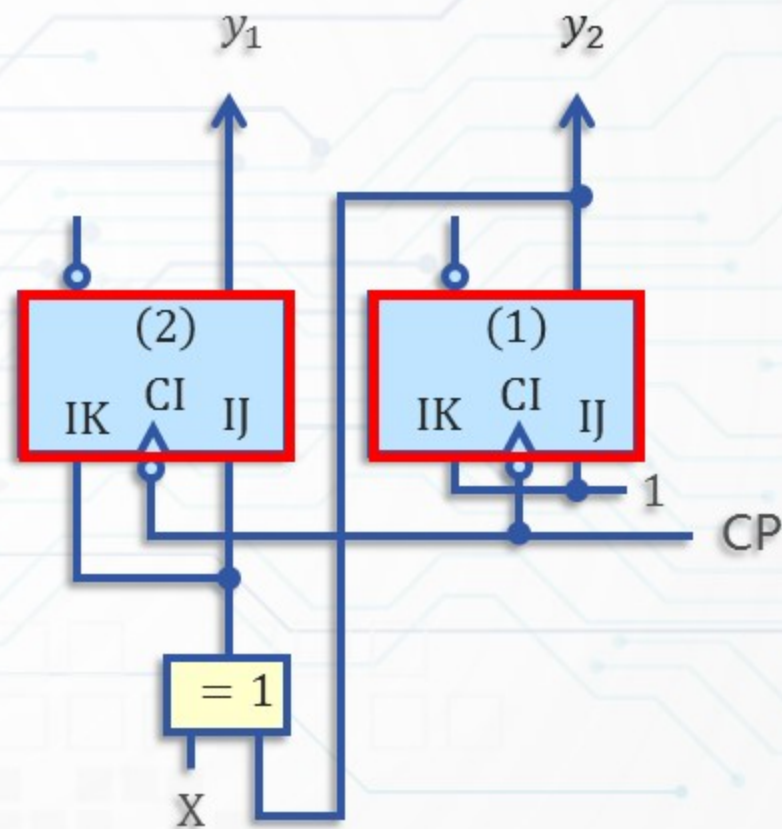 y₁ y₂
(2) (1)
IK CI IJ IK CI IJ
1
CP
= 1
X